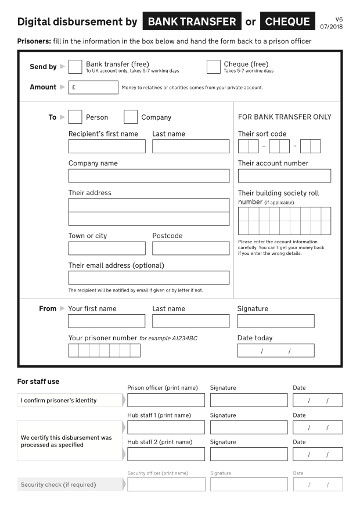 Digital disbursement by BANK TRANSFER or CHEQUE
V6
07/2018
Prisoners: fill in the information in the box below and hand the form back to a prison officer
Send by Bank transfer (free) Cheque (free)
To UK account only. Takes 5-7 working days Takes 5-7 working days
Amount £ Money to relatives or charities comes from your private account.
To Person Company FOR BANK TRANSFER ONLY
Recipient's first name Last name Their sort code
- -
Company name Their account number
Their address Their building society roll
number (if applicable)
Town or city Postcode
Please enter the account information
carefully. You can't get your money back
if you enter the wrong details.
Their email address (optional)
The recipient will be notified by email if given or by letter if not.
From Your first name Last name Signature
Your prisoner number for example A1234BC Date today
/ /
For staff use
Prison officer (print name) Signature Date
I confirm prisoner's identity / /
Hub staff 1 (print name) Signature Date
/ /
We certify this disbursement was
processed as specified
Hub staff 2 (print name) Signature Date
/ /
Security officer (print name) Signature Date
Security check (if required) / /